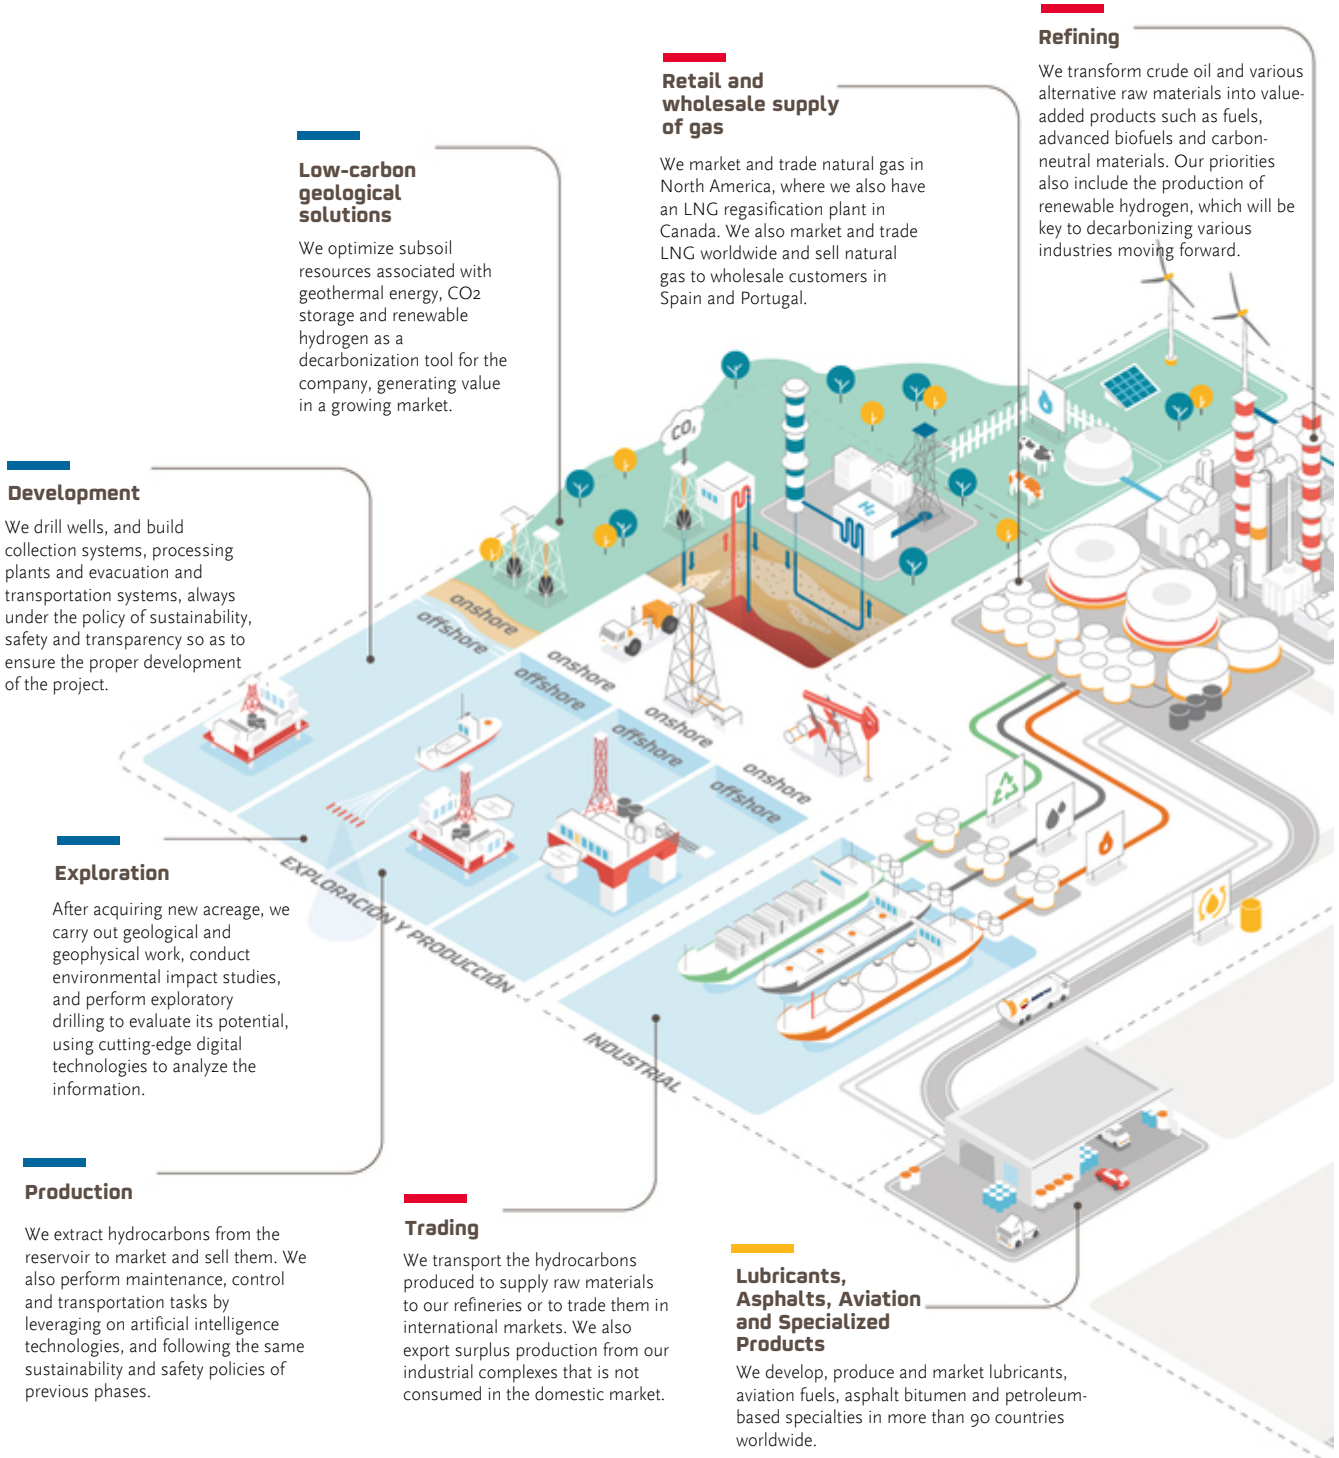 Refining
We transform crude oil and various
alternative raw materials into value-
added products such as fuels,
advanced biofuels and carbon-
neutral materials. Our priorities
also include the production of
renewable hydrogen, which will be
key to decarbonizing various
industries moving forward.
Retail and
wholesale supply
of gas
We market and trade natural gas in
North America, where we also have
an LNG regasification plant in
Canada. We also market and trade
LNG worldwide and sell natural
gas to wholesale customers in
Spain and Portugal.
Low-carbon
geological
solutions
We optimize subsoil
resources associated with
geothermal energy, CO2
storage and renewable
hydrogen as a
decarbonization tool for the
company, generating value
in a growing market.
Development
We drill wells, and build
collection systems, processing
plants and evacuation and
transportation systems, always
under the policy of sustainability,
safety and transparency so as to
ensure the proper development
of the project.
CO₂
H₂
onshore
offshore
onshore
offshore
onshore
offshore
onshore
offshore
EXPLORACIÓN Y PRODUCCIÓN
INDUSTRIAL
Exploration
After acquiring new acreage, we
carry out geological and
geophysical work, conduct
environmental impact studies,
and perform exploratory
drilling to evaluate its potential,
using cutting-edge digital
technologies to analyze the
information.
Production
We extract hydrocarbons from the
reservoir to market and sell them. We
also perform maintenance, control
and transportation tasks by
leveraging on artificial intelligence
technologies, and following the same
sustainability and safety policies of
previous phases.
Trading
We transport the hydrocarbons
produced to supply raw materials
to our refineries or to trade them in
international markets. We also
export surplus production from our
industrial complexes that is not
consumed in the domestic market.
Lubricants,
Asphalts, Aviation
and Specialized
Products
We develop, produce and market lubricants,
aviation fuels, asphalt bitumen and petroleum-
based specialties in more than 90 countries
worldwide.